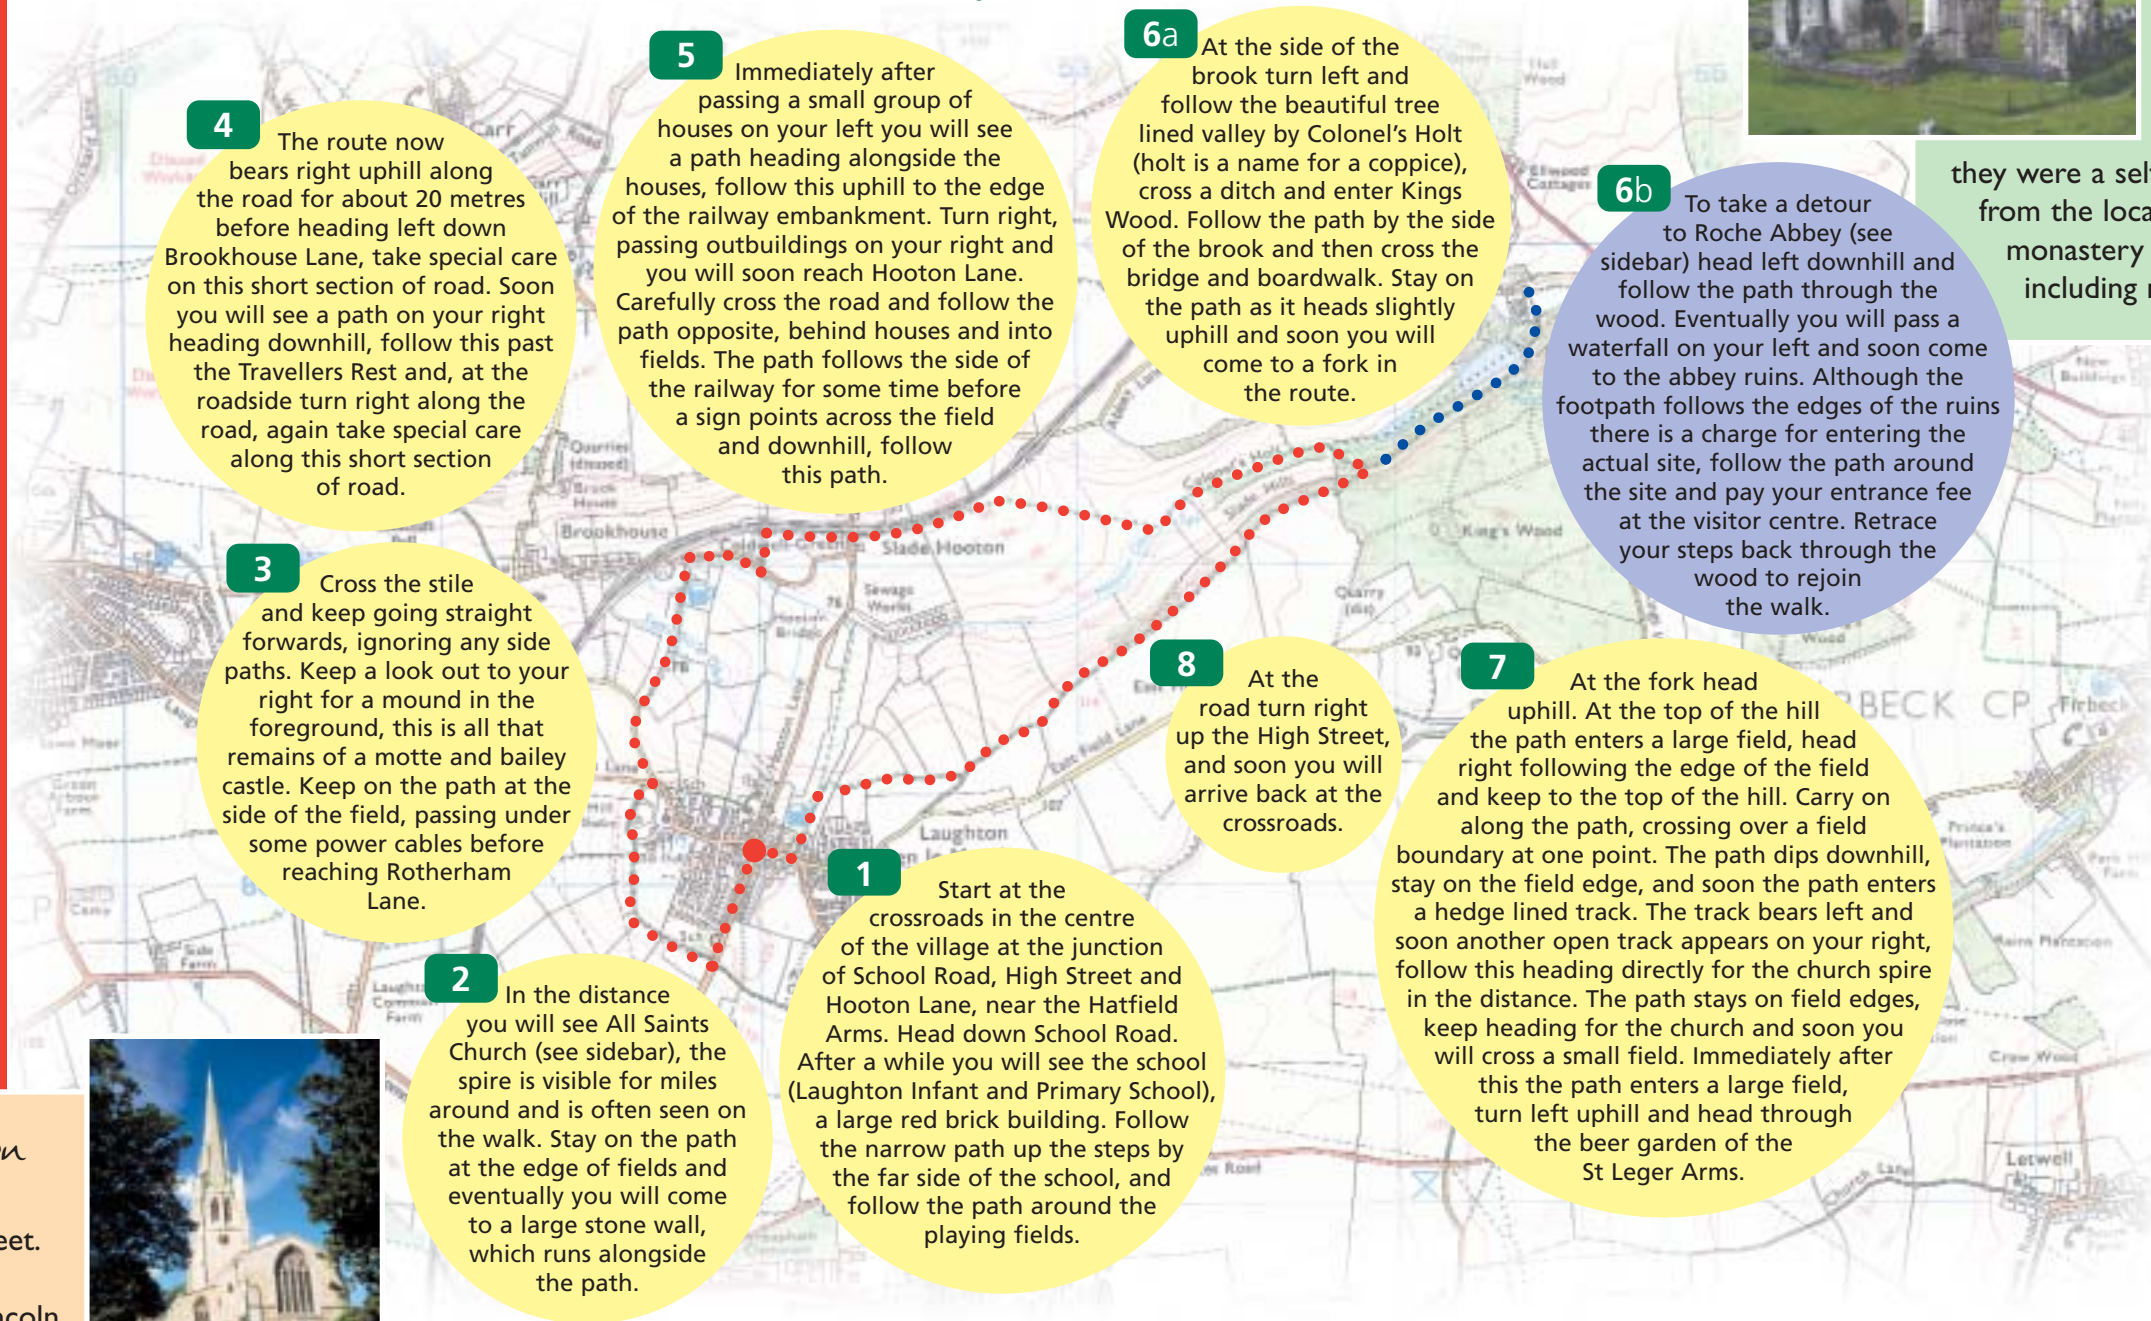 1
Start at the
crossroads in the centre
of the village at the junction
of School Road, High Street and
Hooton Lane, near the Hatfield
Arms. Head down School Road.
After a while you will see the school
(Laughton Infant and Primary School),
a large red brick building. Follow
the narrow path up the steps by
the far side of the school, and
follow the path around the
playing fields.
2
In the distance
you will see All Saints
Church (see sidebar), the
spire is visible for miles
around and is often seen on
the walk. Stay on the path
at the edge of fields and
eventually you will come
to a large stone wall,
which runs alongside
the path.
3
Cross the stile
and keep going straight
forwards, ignoring any side
paths. Keep a look out to your
right for a mound in the
foreground, this is all that
remains of a motte and bailey
castle. Keep on the path at the
side of the field, passing under
some power cables before
reaching Rotherham
Lane.
4
The route now
bears right uphill along
the road for about 20 metres
before heading left down
Brookhouse Lane, take special care
on this short section of road. Soon
you will see a path on your right
heading downhill, follow this past
the Travellers Rest and, at the
roadside turn right along the
road, again take special care
along this short section
of road.
5
Immediately after
passing a small group of
houses on your left you will see
a path heading alongside the
houses, follow this uphill to the edge
of the railway embankment. Turn right,
passing outbuildings on your right and
you will soon reach Hooton Lane.
Carefully cross the road and follow the
path opposite, behind houses and into
fields. The path follows the side of
the railway for some time before
a sign points across the field
and downhill, follow
this path.
6a
At the side of the
brook turn left and
follow the beautiful tree
lined valley by Colonel's Holt
(holt is a name for a coppice),
cross a ditch and enter Kings
Wood. Follow the path by the side
of the brook and then cross the
bridge and boardwalk. Stay on
the path as it heads slightly
uphill and soon you will
come to a fork in
the route.
6b
To take a detour
to Roche Abbey (see
sidebar) head left downhill and
follow the path through the
wood. Eventually you will pass a
waterfall on your left and soon come
to the abbey ruins. Although the
footpath follows the edges of the ruins
there is a charge for entering the
actual site, follow the path around
the site and pay your entrance fee
at the visitor centre. Retrace
your steps back through the
wood to rejoin
the walk.
7
At the fork head
uphill. At the top of the hill
the path enters a large field, head
right following the edge of the field
and keep to the top of the hill. Carry on
along the path, crossing over a field
boundary at one point. The path dips downhill,
stay on the field edge, and soon the path enters
a hedge lined track. The track bears left and
soon another open track appears on your right,
follow this heading directly for the church spire
in the distance. The path stays on field edges,
keep heading for the church and soon you
will cross a small field. Immediately after
this the path enters a large field,
turn left uphill and head through
the beer garden of the
St Leger Arms.
8
At the
road turn right
up the High Street,
and soon you will
arrive back at the
crossroads.
they were a
from the
monastery
including
Brookhouse
Slade Hooton
Sewage
Works
Quarries
(disused)
Brook
House
King's Wood
Quarry
(dis)
East Field Lane
107
Laughton
BECK CP
Firbeck
Letwell
Church Lane
Side
Farm
Common
Farm